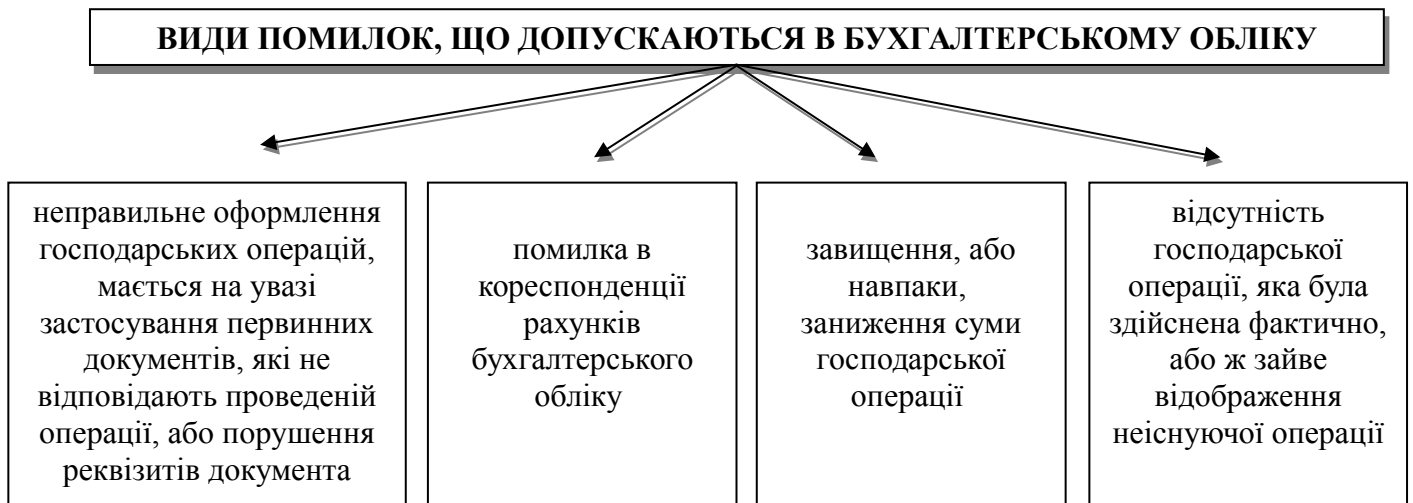 ВИДИ ПОМИЛОК, ЩО ДОПУСКАЮТЬСЯ В БУХГАЛТЕРСЬКОМУ ОБЛІКУ
неправильне оформлення
господарських операцій,
мається на увазі
застосування первинних
документів, які не
відповідають проведеній
операції, або порушення
реквізитів документа
помилка в
кореспонденції
рахунків
бухгалтерського
обліку
завищення, або
навпаки,
заниження суми
господарської
операції
відсутність
господарської
операції, яка була
здійснена фактично,
або ж зайве
відображення
неіснуючої операції